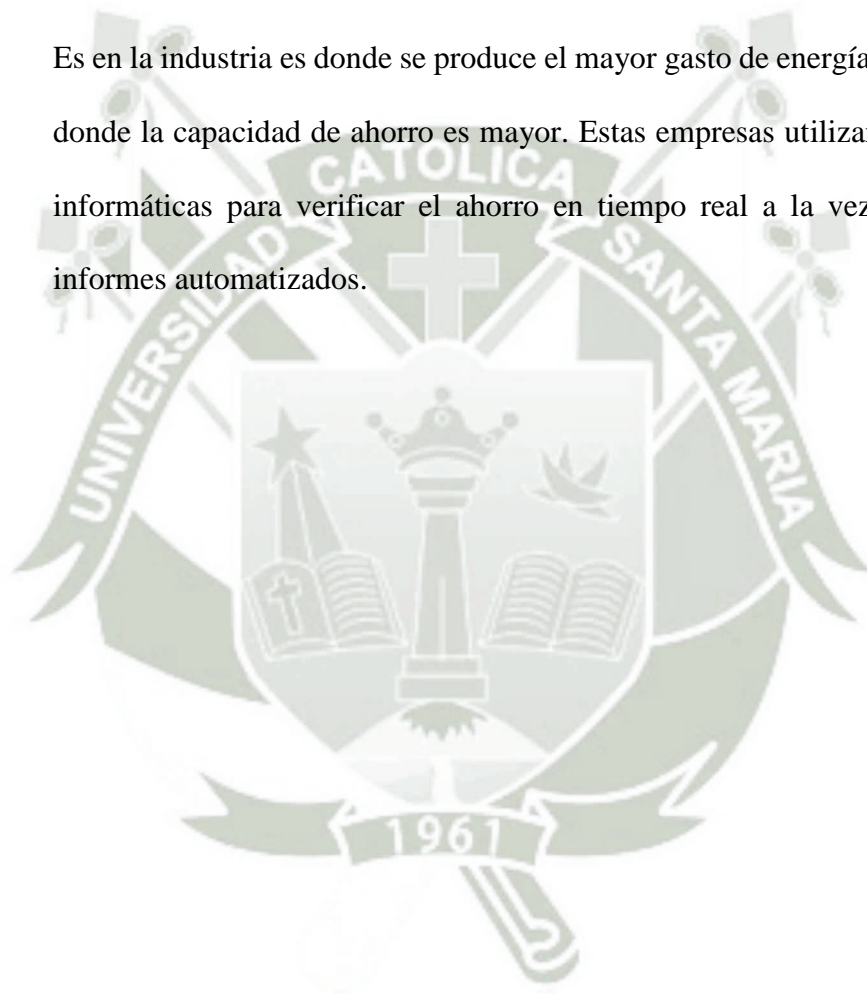 Es en la industria es donde se produce el mayor gasto de energía
donde la capacidad de ahorro es mayor. Estas empresas utilizan
informáticas para verificar el ahorro en tiempo real a la vez
informes automatizados.
UNIVERSIDAD CATOLICA SANTA MARIA
1961